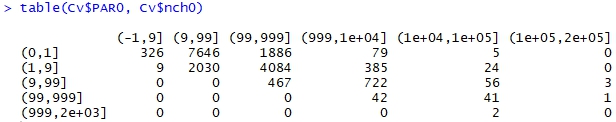 > table(Cv$PAR0, Cv$nch0)
(-1,9] (9,99] (99,999] (999,1e+04] (1e+04,1e+05] (1e+05,2e+05]
(0,1] 326 7646 1886 79 5 0
(1,9] 9 2030 4084 385 24 0
(9,99] 0 0 467 722 56 3
(99,999] 0 0 0 42 41 1
(999,2e+03] 0 0 0 0 2 0